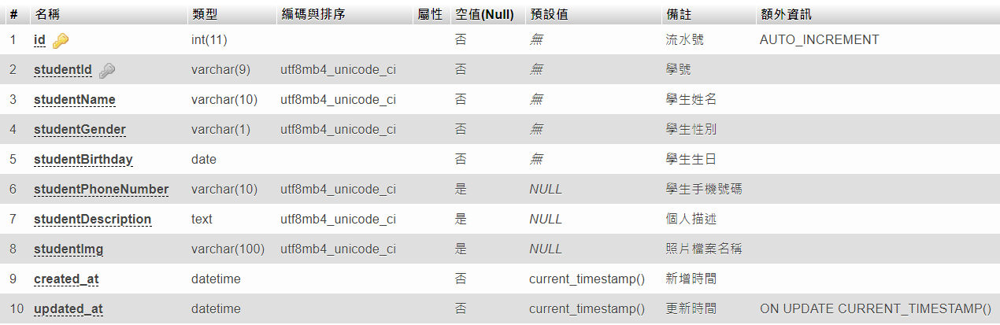 # 名稱 類型 編碼與排序 屬性 空值(Null) 預設值 備註 額外資訊
1 id int(11) 否 無 流水號 AUTO_INCREMENT
2 studentId varchar(9) utf8mb4_unicode_ci 否 無 學號
3 studentName varchar(10) utf8mb4_unicode_ci 否 無 學生姓名
4 studentGender varchar(1) utf8mb4_unicode_ci 否 無 學生性別
5 studentBirthday date 否 無 學生生日
6 studentPhoneNumber varchar(10) utf8mb4_unicode_ci 是 NULL 學生手機號碼
7 studentDescription text utf8mb4_unicode_ci 是 NULL 個人描述
8 studentImg varchar(100) utf8mb4_unicode_ci 是 NULL 照片檔案名稱
9 created_at datetime 否 current_timestamp() 新增時間
10 updated_at datetime 否 current_timestamp() 更新時間 ON UPDATE CURRENT_TIMESTAMP()